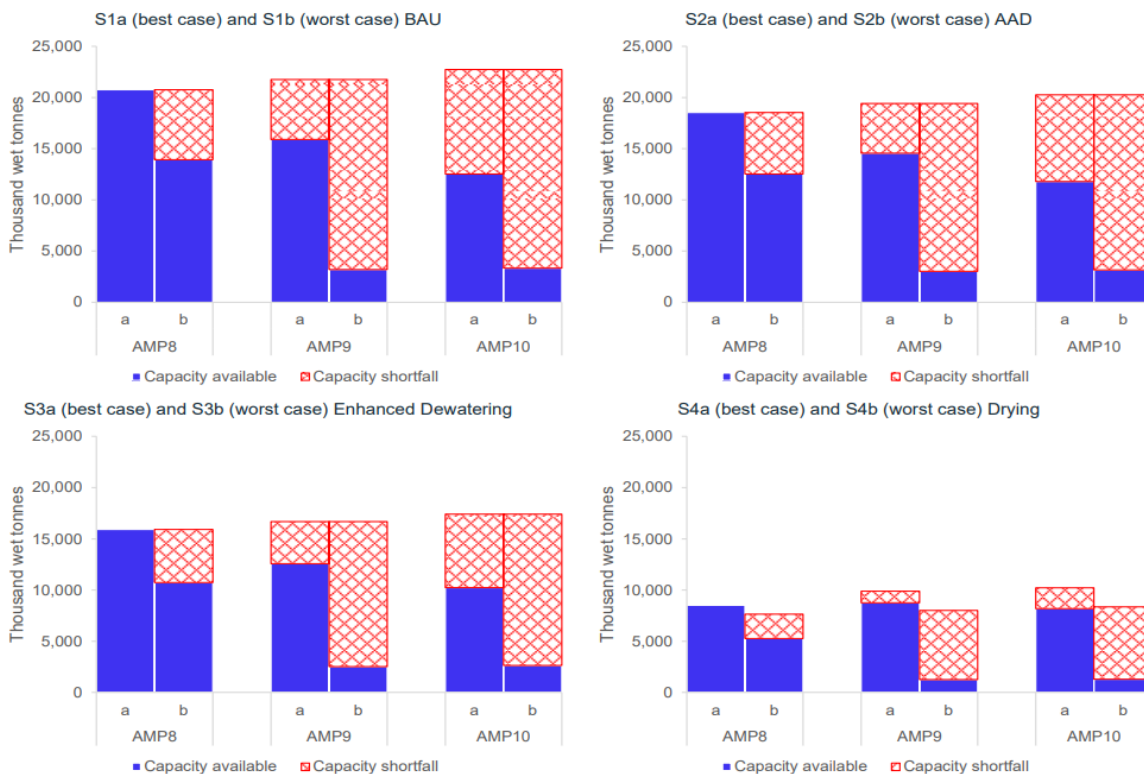 S1a (best case) and S1b (worst case) BAU
Thousand wet tonnes
25,000
20,000
15,000
10,000
5,000
0
a b a b a b
AMP8 AMP9 AMP10
Capacity available Capacity shortfall
S2a (best case) and S2b (worst case) AAD
Thousand wet tonnes
25,000
20,000
15,000
10,000
5,000
0
a b a b a b
AMP8 AMP9 AMP10
Capacity available Capacity shortfall
S3a (best case) and S3b (worst case) Enhanced Dewatering
Thousand wet tonnes
25,000
20,000
15,000
10,000
5,000
0
a b a b a b
AMP8 AMP9 AMP10
Capacity available Capacity shortfall
S4a (best case) and S4b (worst case) Drying
Thousand wet tonnes
25,000
20,000
15,000
10,000
5,000
0
a b a b a b
AMP8 AMP9 AMP10
Capacity available Capacity shortfall